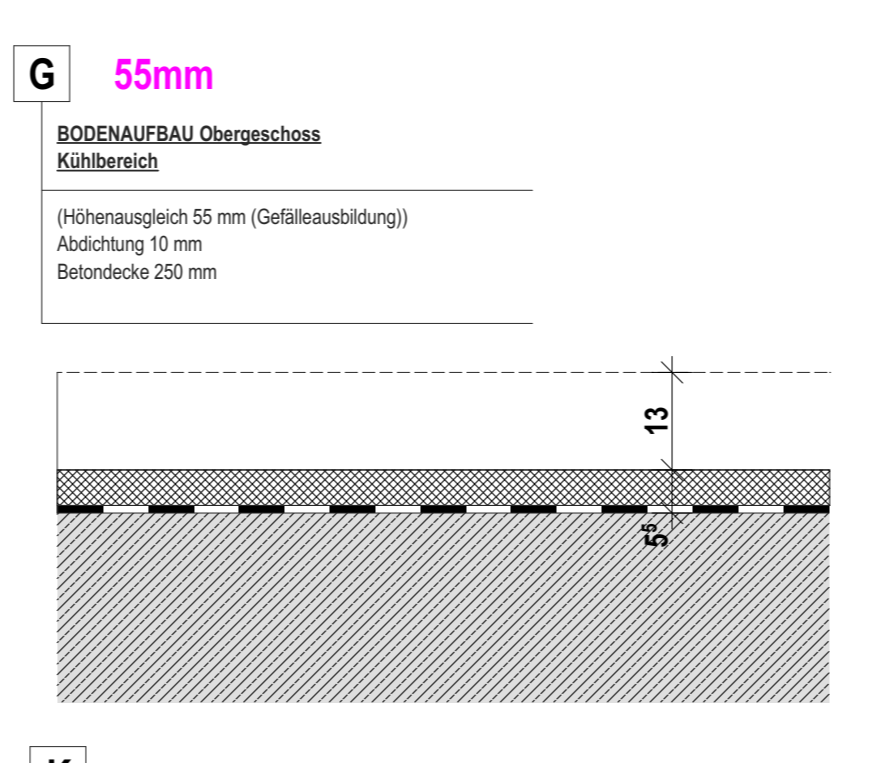 G 55mm
BODENAUFBAU Obergeschoss
Kühlbereich
(Höhenausgleich 55 mm (Gefälleausbildung))
Abdichtung 10 mm
Betondecke 250 mm
13
5⁵